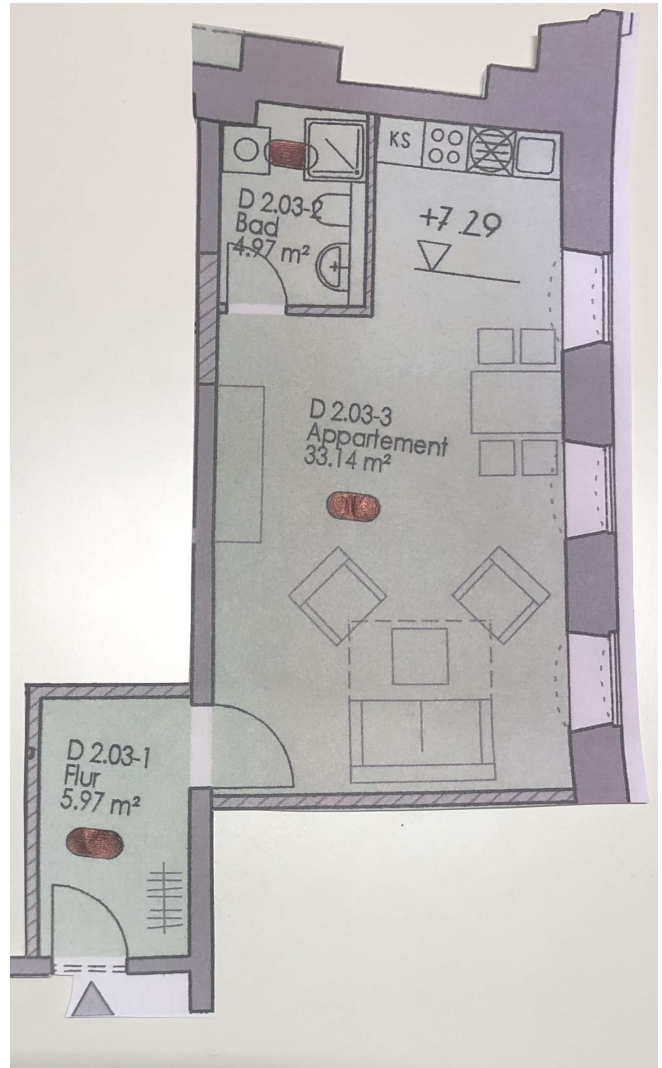 KS
D 2.03-2
Bad
4.97 m²
+7.29
D 2.03-3
Appartement
33.14 m²
D 2.03-1
Flur
5.97 m²